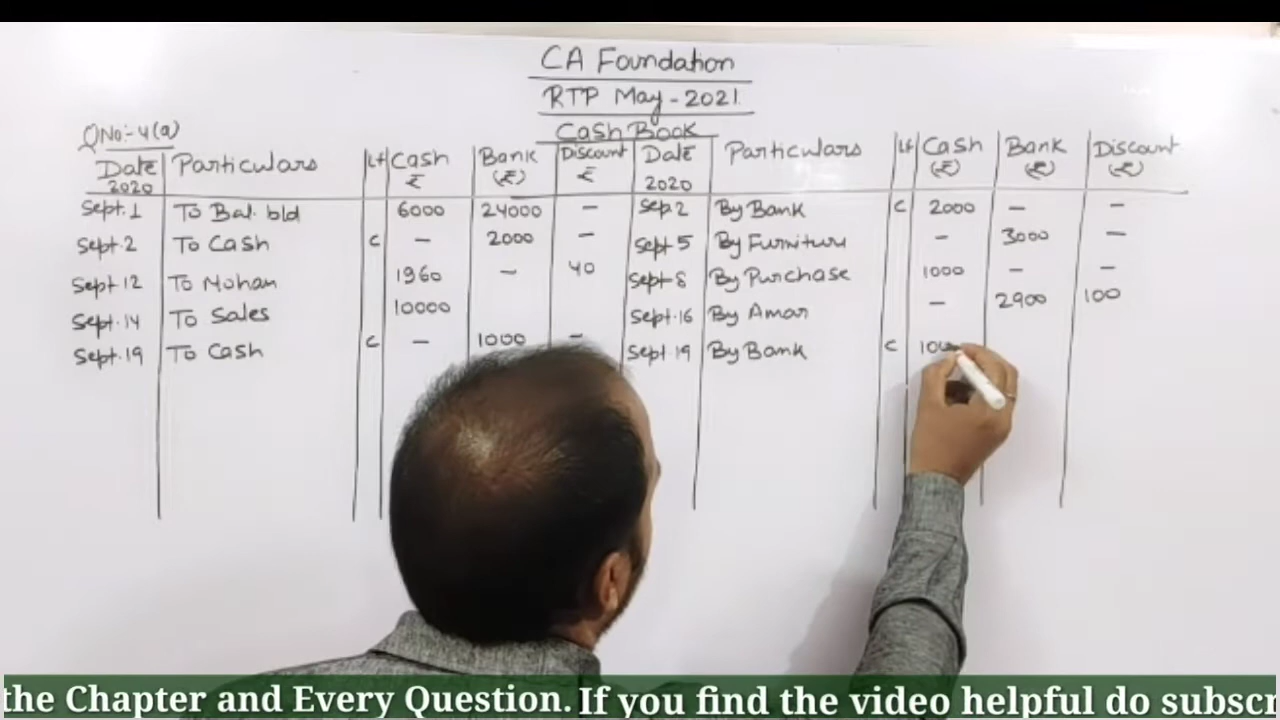 CA Foundation
RTP May-2021
QNo:-4(a)
Cash Book
Date Particulars Lf Cash Bank Discount Date Particulars Lf Cash Bank Discount
2020 ₹ (₹) ₹ 2020 (₹) (₹) (₹)
Sept.1 To Bal. bld 6000 24000 - Sep.2 By Bank C 2000 - -
Sept.2 To Cash C - 2000 - Sept 5 By Furniture - 3000 -
Sept 12 To Mohan 1960 - 40 Sept 8 By Purchase 1000 - -
Sept.14 To Sales 10000 Sept.16 By Amar - 2900 100
Sept.19 To Cash C - 1000 - Sept 19 By Bank C
the Chapter and Every Question. If you find the video helpful do subscr